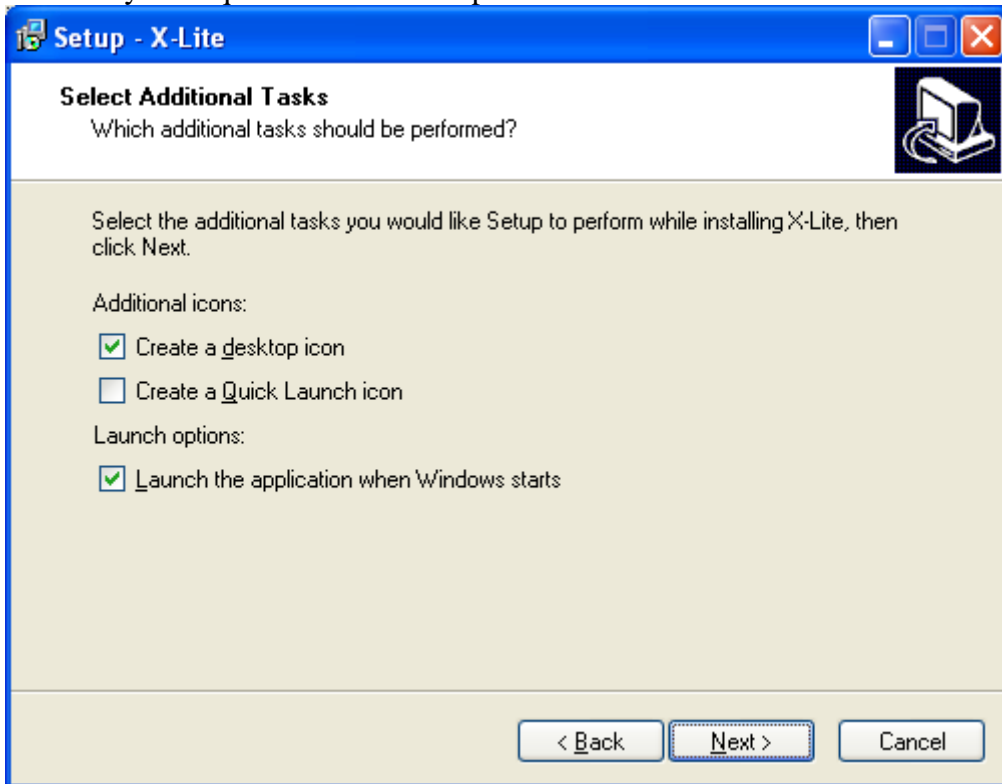 Setup - X-Lite
Select Additional Tasks
Which additional tasks should be performed?
Select the additional tasks you would like Setup to perform while installing X-Lite, then
click Next.
Additional icons:
Create a desktop icon
Create a Quick Launch icon
Launch options:
Launch the application when Windows starts
< Back
Next >
Cancel